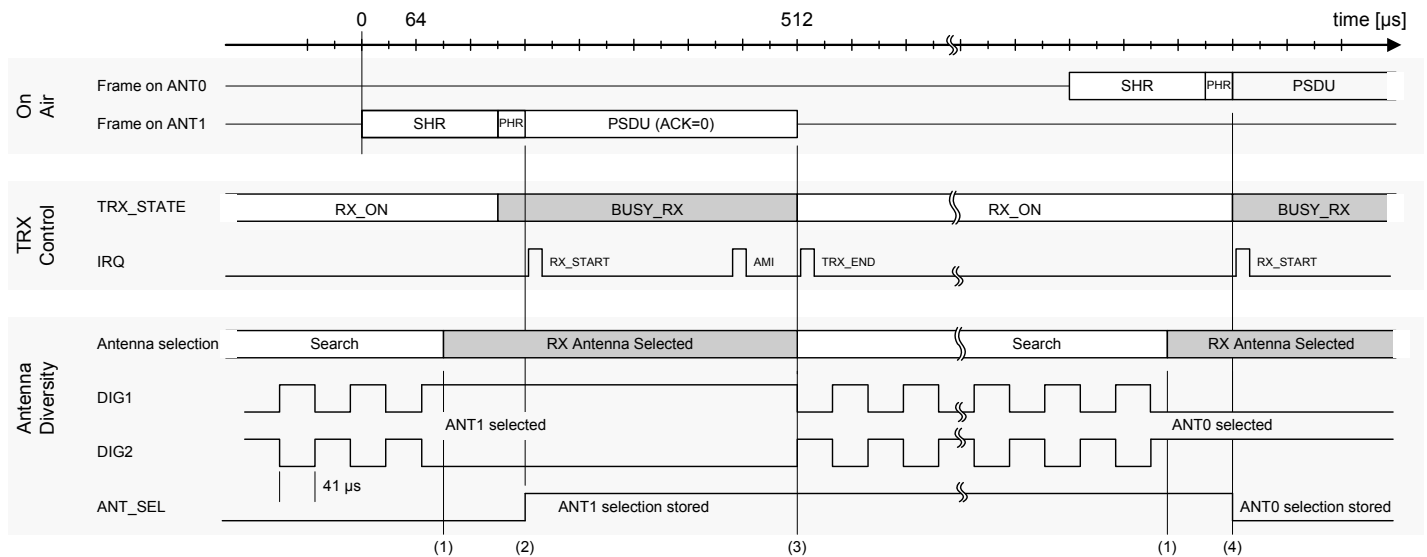 0 64 512 time [µs]
On Air
Frame on ANT0 SHR PHR PSDU
Frame on ANT1 SHR PHR PSDU (ACK=0)
TRX Control
TRX_STATE RX_ON BUSY_RX RX_ON BUSY_RX
IRQ RX_START AMI TRX_END RX_START
Antenna Diversity
Antenna selection Search RX Antenna Selected Search RX Antenna Selected
DIG1
ANT1 selected ANT0 selected
DIG2
41 µs
ANT_SEL ANT1 selection stored ANT0 selection stored
(1) (2) (3) (1) (4)